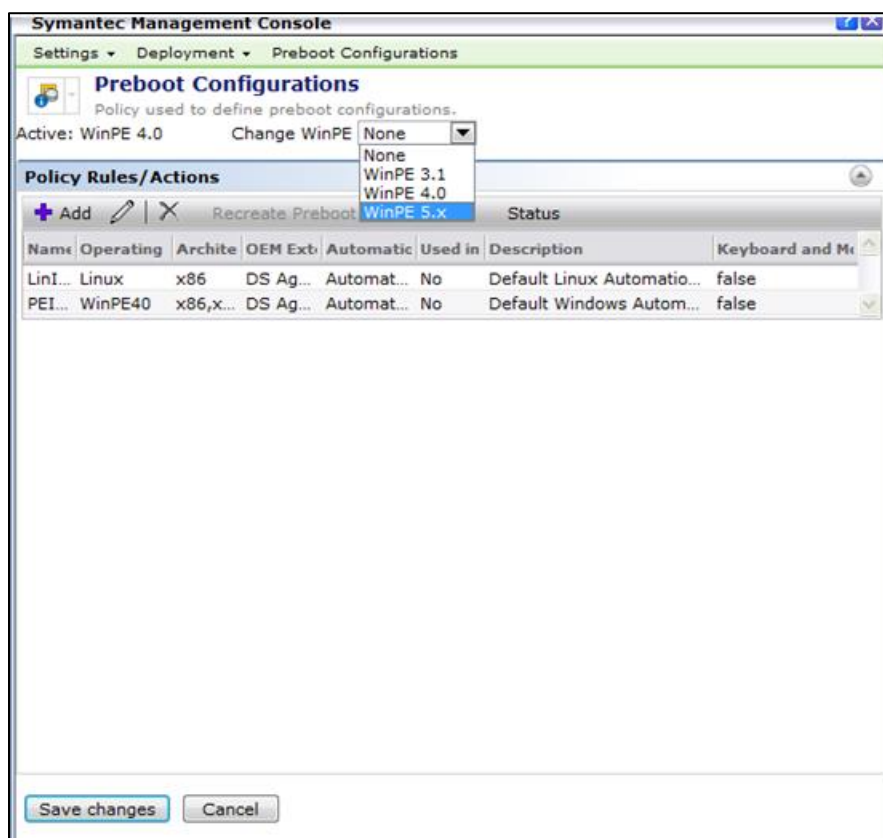 Symantec Management Console
Settings Deployment Preboot Configurations
Preboot Configurations
Policy used to define preboot configurations.
Active: WinPE 4.0 Change WinPE None
None
WinPE 3.1
WinPE 4.0
WinPE 5.x
Policy Rules/Actions
Add Recreate Preboot Status
Name Operating Archite OEM Ext Automatic Used in Description Keyboard and Mo
LinI... Linux x86 DS Ag... Automat... No Default Linux Automatio... false
PEI... WinPE40 x86,x... DS Ag... Automat... No Default Windows Autom... false
Save changes Cancel